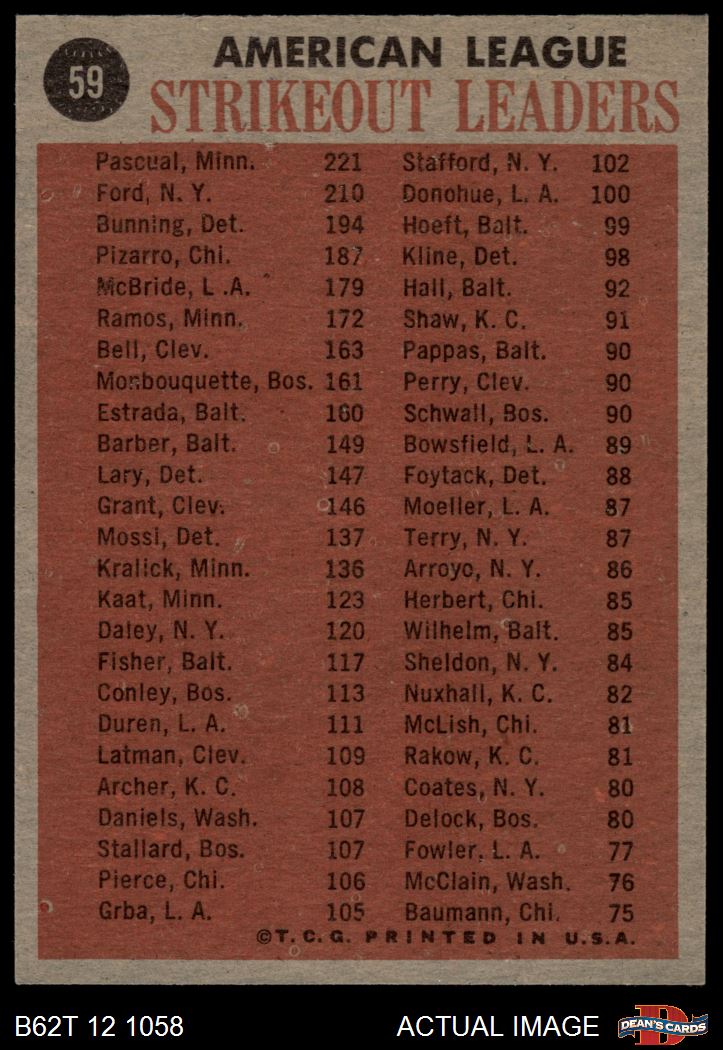 59
AMERICAN LEAGUE
STRIKEOUT LEADERS
Pascual, Minn. 221
Ford, N. Y. 210
Bunning, Det. 194
Pizarro, Chi. 187
McBride, L .A. 179
Ramos, Minn. 172
Bell, Clev. 163
Monbouquette, Bos. 161
Estrada, Balt. 160
Barber, Balt. 149
Lary, Det. 147
Grant, Clev. 146
Mossi, Det. 137
Kralick, Minn. 136
Kaat, Minn. 123
Daley, N. Y. 120
Fisher, Balt. 117
Conley, Bos. 113
Duren, L. A. 111
Latman, Clev. 109
Archer, K. C. 108
Daniels, Wash. 107
Stallard, Bos. 107
Pierce, Chi. 106
Grba, L. A. 105
Stafford, N. Y. 102
Donohue, L. A. 100
Hoeft, Balt. 99
Kline, Det. 98
Hall, Balt. 92
Shaw, K. C. 91
Pappas, Balt. 90
Perry, Clev. 90
Schwall, Bos. 90
Bowsfield, L. A. 89
Foytack, Det. 88
Moeller, L. A. 87
Terry, N. Y. 87
Arroyo, N. Y. 86
Herbert, Chi. 85
Wilhelm, Balt. 85
Sheldon, N. Y. 84
Nuxhall, K. C. 82
McLish, Chi. 81
Rakow, K. C. 81
Coates, N. Y. 80
Delock, Bos. 80
Fowler, L. A. 77
McClain, Wash. 76
Baumann, Chi. 75
©T. C. G. PRINTED IN U.S.A.
B62T 12 1058
ACTUAL IMAGE
D
DEAN'S CARDS